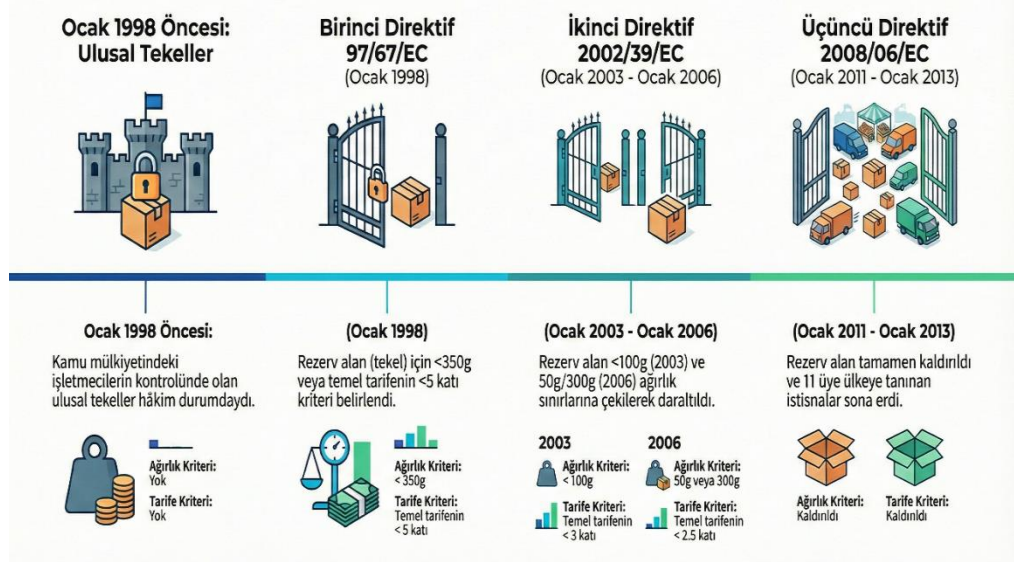 Ocak 1998 Öncesi:
Ulusal Tekeller
Birinci Direktif
97/67/EC
(Ocak 1998)
İkinci Direktif
2002/39/EC
(Ocak 2003 - Ocak 2006)
Üçüncü Direktif
2008/06/EC
(Ocak 2011 - Ocak 2013)
Ocak 1998 Öncesi:
Kamu mülkiyetindeki
işletmecilerin kontrolünde olan
ulusal tekeller hâkim durumdaydı.
Ağırlık Kriteri:
Yok
Tarife Kriteri:
Yok
(Ocak 1998)
Rezerv alan (tekel) için <350g
veya temel tarifenin <5 katı
kriteri belirlendi.
Ağırlık Kriteri:
< 350g
Tarife Kriteri:
Temel tarifenin
< 5 katı
(Ocak 2003 - Ocak 2006)
Rezerv alan <100g (2003) ve
50g/300g (2006) ağırlık
sınırlarına çekilerek daraltıldı.
2003
Ağırlık Kriteri:
< 100g
Tarife Kriteri:
Temel tarifenin
< 3 katı
2006
Ağırlık Kriteri:
50g veya 300g
Tarife Kriteri:
Temel tarifenin
< 2.5 katı
(Ocak 2011 - Ocak 2013)
Rezerv alan tamamen kaldırıldı
ve 11 üye ülkeye tanınan
istisnalar sona erdi.
Ağırlık Kriteri:
Kaldırıldı
Tarife Kriteri:
Kaldırıldı